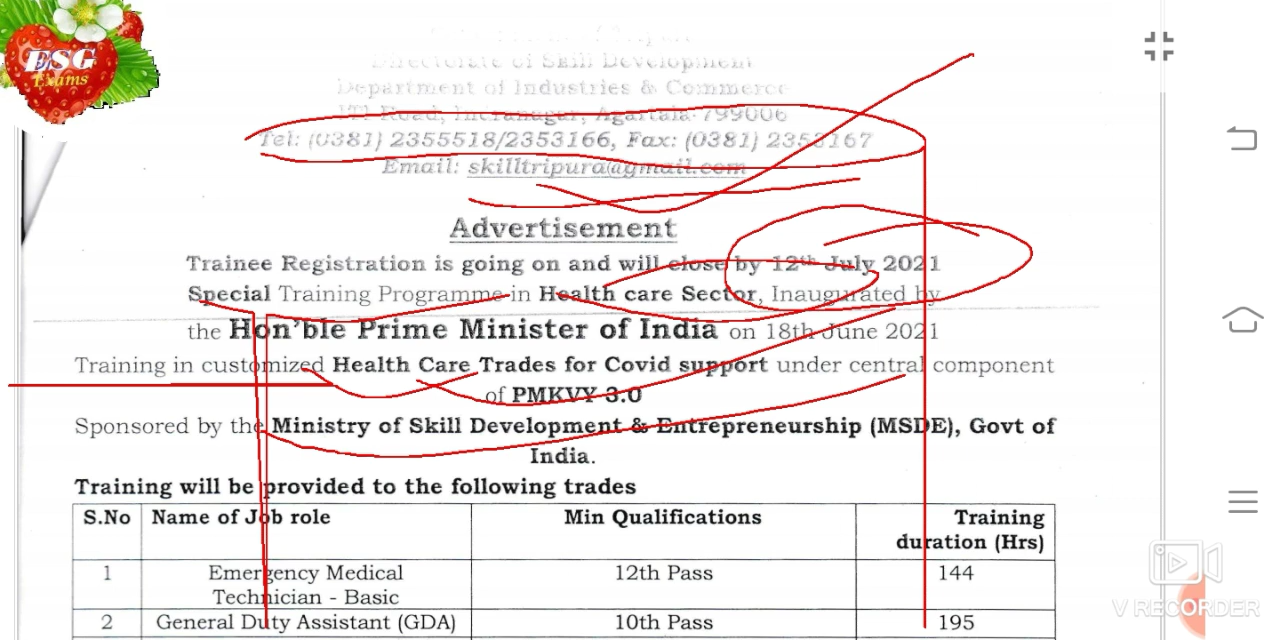 ESG
Exams
Directorate of Skill Development
Department of Industries & Commerce
ITI Road, Indranagar, Agartala-799006
Tel: (0381) 2355518/2353166, Fax: (0381) 2353167
Email: skilltripura@gmail.com
Advertisement
Trainee Registration is going on and will close by 12th July 2021
Special Training Programme in Health care Sector, Inaugurated by
the Hon'ble Prime Minister of India on 18th June 2021
Training in customized Health Care Trades for Covid support under central component
of PMKVY 3.0
Sponsored by the Ministry of Skill Development & Entrepreneurship (MSDE), Govt of
India.
Training will be provided to the following trades
S.No Name of Job role Min Qualifications Training
duration (Hrs)
1 Emergency Medical 12th Pass 144
Technician - Basic
2 General Duty Assistant (GDA) 10th Pass 195
V RECORDER